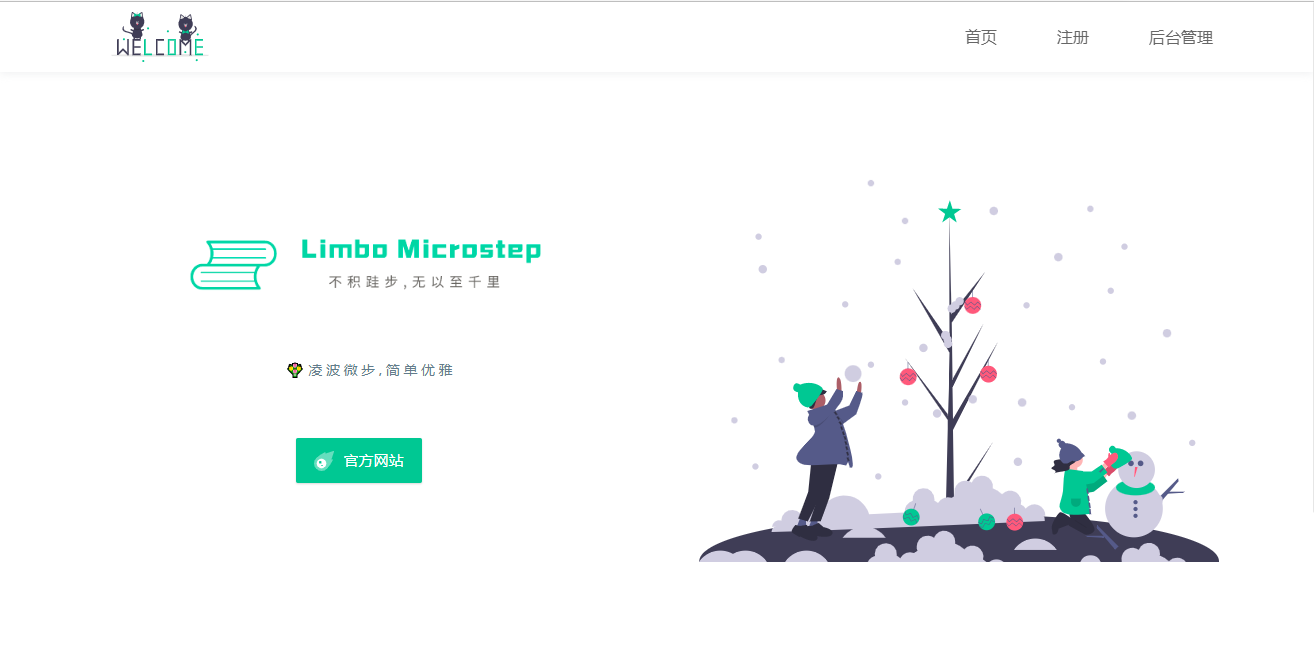 WELCOME
首页
注册
后台管理
Limbo Microstep
不积跬步,无以至千里
凌波微步,简单优雅
官方网站